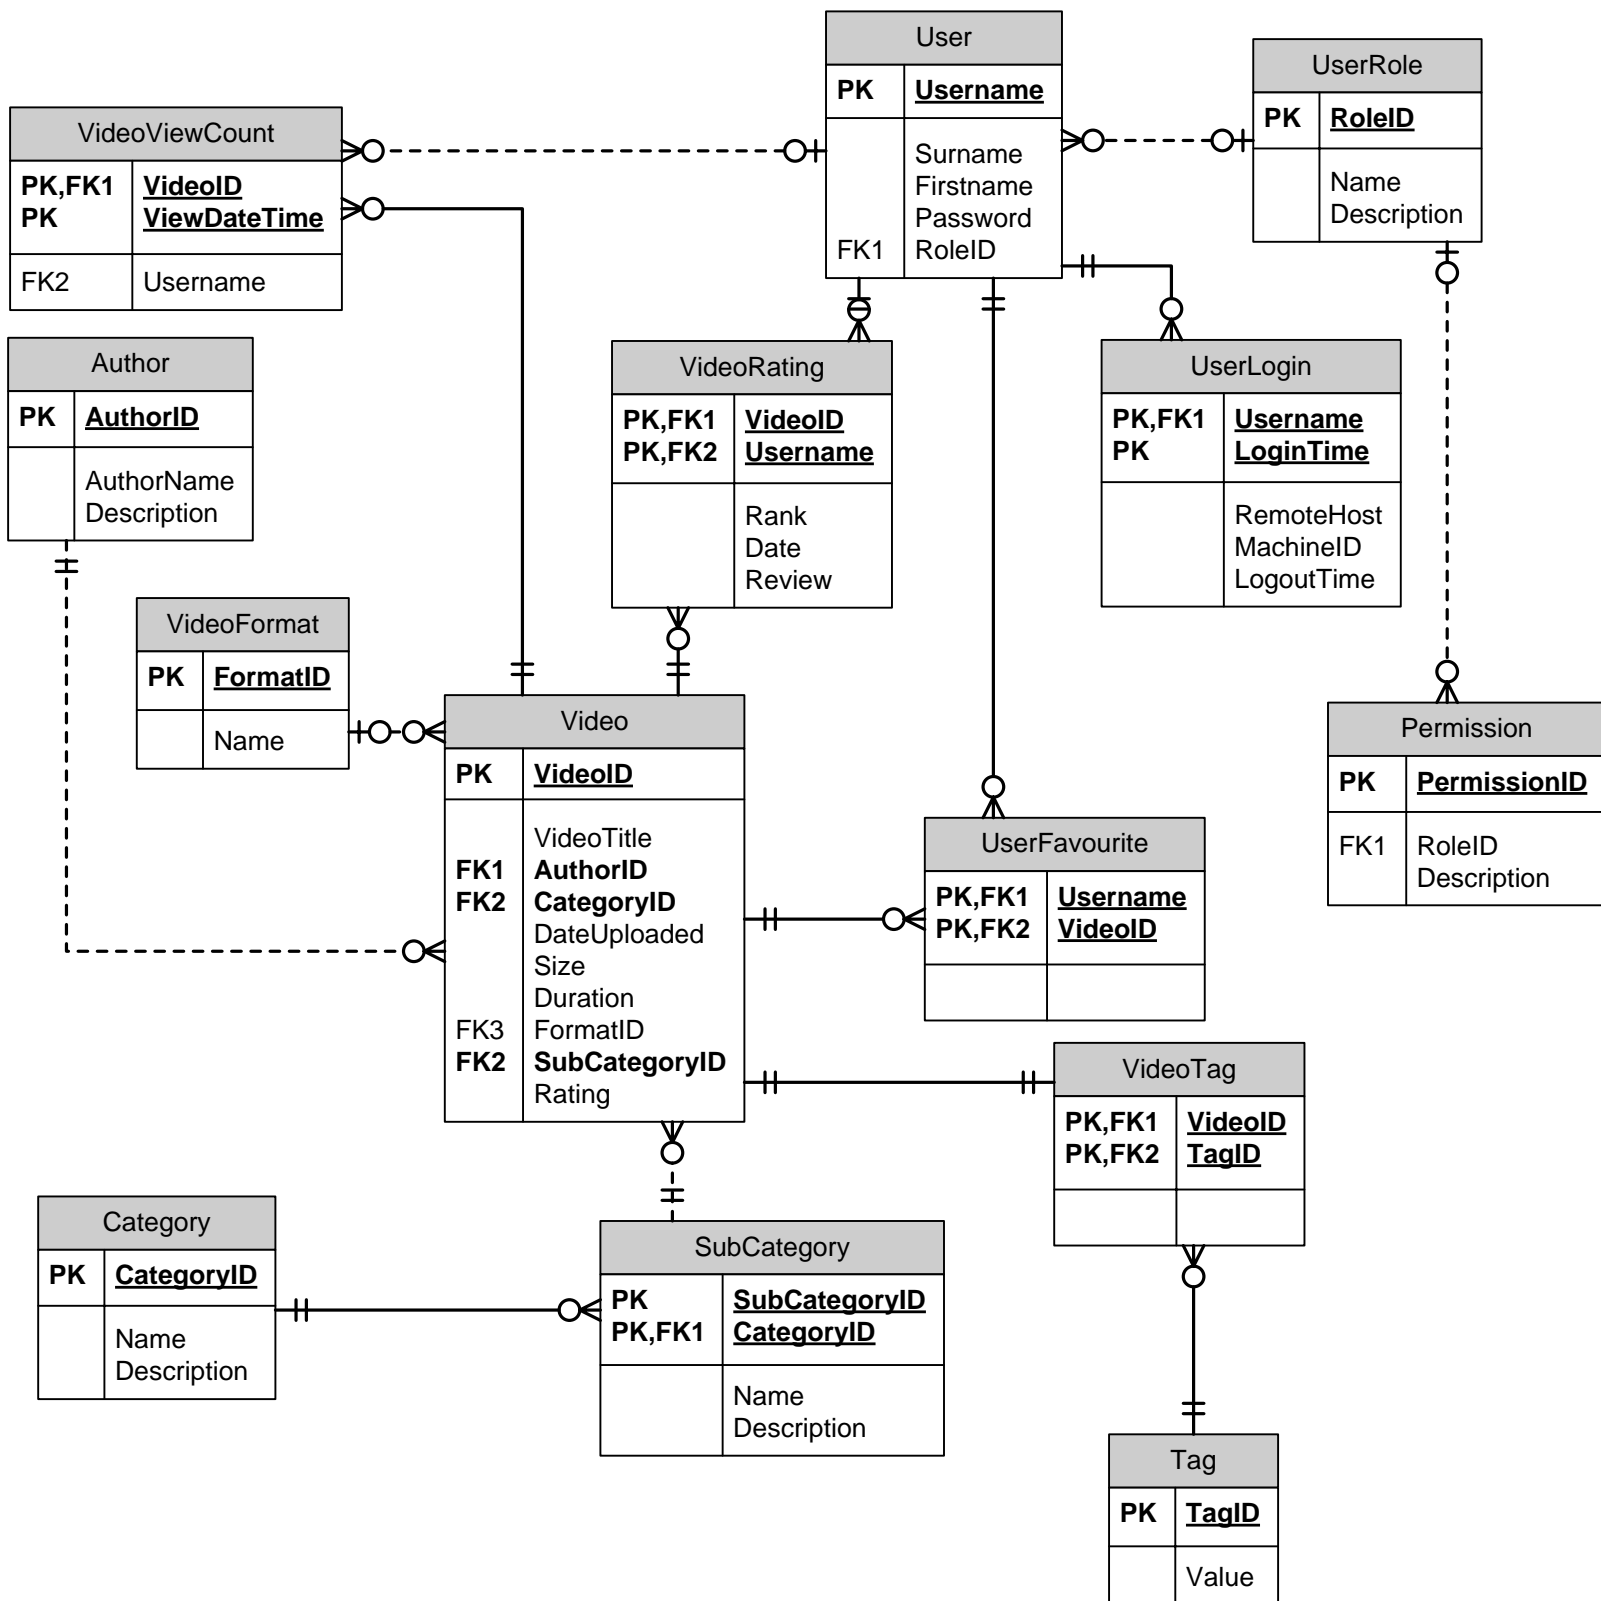 User
PK Username
Surname
Firstname
Password
FK1 RoleID
UserRole
PK RoleID
Name
Description
VideoViewCount
PK,FK1 VideoID
PK ViewDateTime
FK2 Username
Author
PK AuthorID
AuthorName
Description
VideoRating
PK,FK1 VideoID
PK,FK2 Username
Rank
Date
Review
UserLogin
PK,FK1 Username
PK LoginTime
RemoteHost
MachineID
LogoutTime
VideoFormat
PK FormatID
Name
Video
PK VideoID
VideoTitle
FK1 AuthorID
FK2 CategoryID
DateUploaded
Size
Duration
FK3 FormatID
FK2 SubCategoryID
Rating
Permission
PK PermissionID
FK1 RoleID
Description
UserFavourite
PK,FK1 Username
PK,FK2 VideoID
VideoTag
PK,FK1 VideoID
PK,FK2 TagID
Category
PK CategoryID
Name
Description
SubCategory
PK SubCategoryID
PK,FK1 CategoryID
Name
Description
Tag
PK TagID
Value